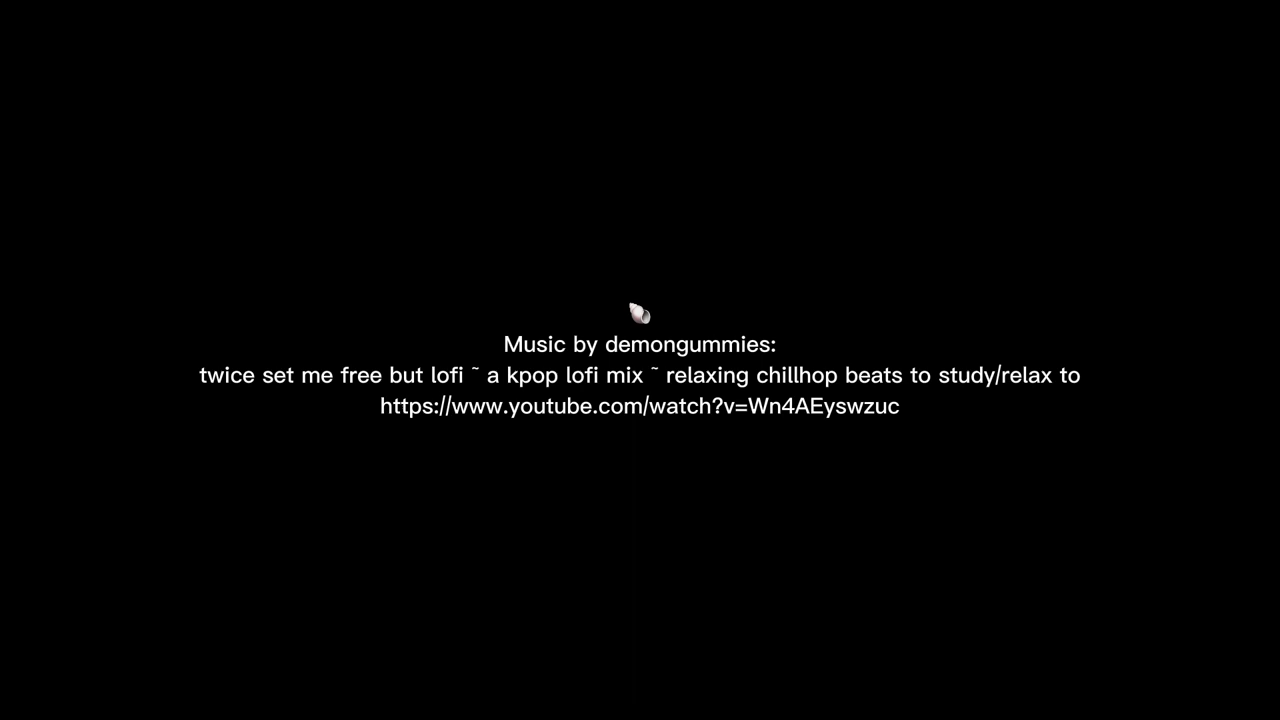 Music by demongummies:
twice set me free but lofi ~ a kpop lofi mix ~ relaxing chillhop beats to study/relax to
https://www.youtube.com/watch?v=Wn4AEyswzuc